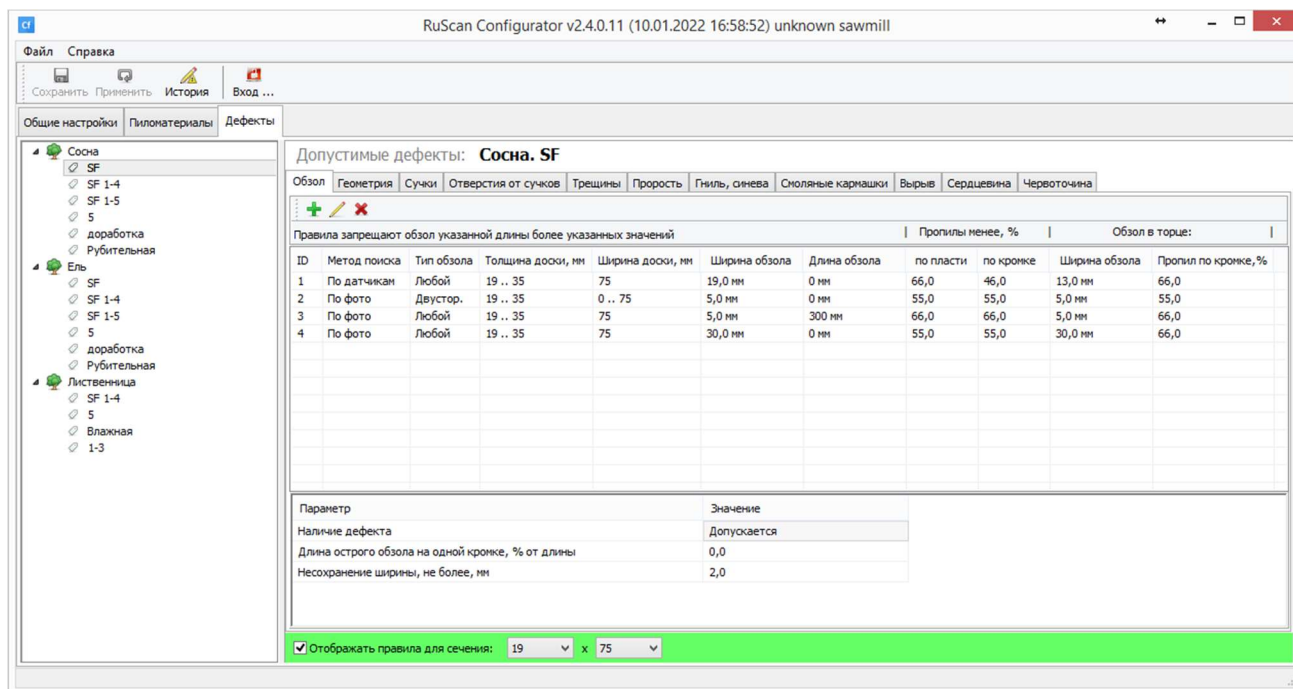 Cf RuScan Configurator v2.4.0.11 (10.01.2022 16:58:52) unknown sawmill
Файл Справка
Сохранить Применить История Вход ...
Общие настройки Пиломатериалы Дефекты
Сосна
SF
SF 1-4
SF 1-5
5
доработка
Рубительная
Ель
SF
SF 1-4
SF 1-5
5
доработка
Рубительная
Лиственница
SF 1-4
5
Влажная
1-3
Допустимые дефекты: Сосна. SF
Обзол Геометрия Сучки Отверстия от сучков Трещины Прорость Гниль, синева Смоляные кармашки Вырыв Сердцевина Червоточина
Правила запрещают обзол указанной длины более указанных значений | Пропилы менее, % | Обзол в торце: |
ID Метод поиска Тип обзола Толщина доски, мм Ширина доски, мм Ширина обзола Длина обзола по пласти по кромке Ширина обзола Пропил по кромке,%
1 По датчикам Любой 19 .. 35 75 19,0 мм 0 мм 66,0 46,0 13,0 мм 66,0
2 По фото Двустор. 19 .. 35 0 .. 75 5,0 мм 0 мм 55,0 55,0 5,0 мм 55,0
3 По фото Любой 19 .. 35 75 5,0 мм 300 мм 66,0 66,0 5,0 мм 66,0
4 По фото Любой 19 .. 35 75 30,0 мм 0 мм 55,0 55,0 30,0 мм 66,0
Параметр Значение
Наличие дефекта Допускается
Длина острого обзола на одной кромке, % от длины 0,0
Несохранение ширины, не более, мм 2,0
Отображать правила для сечения: 19 x 75